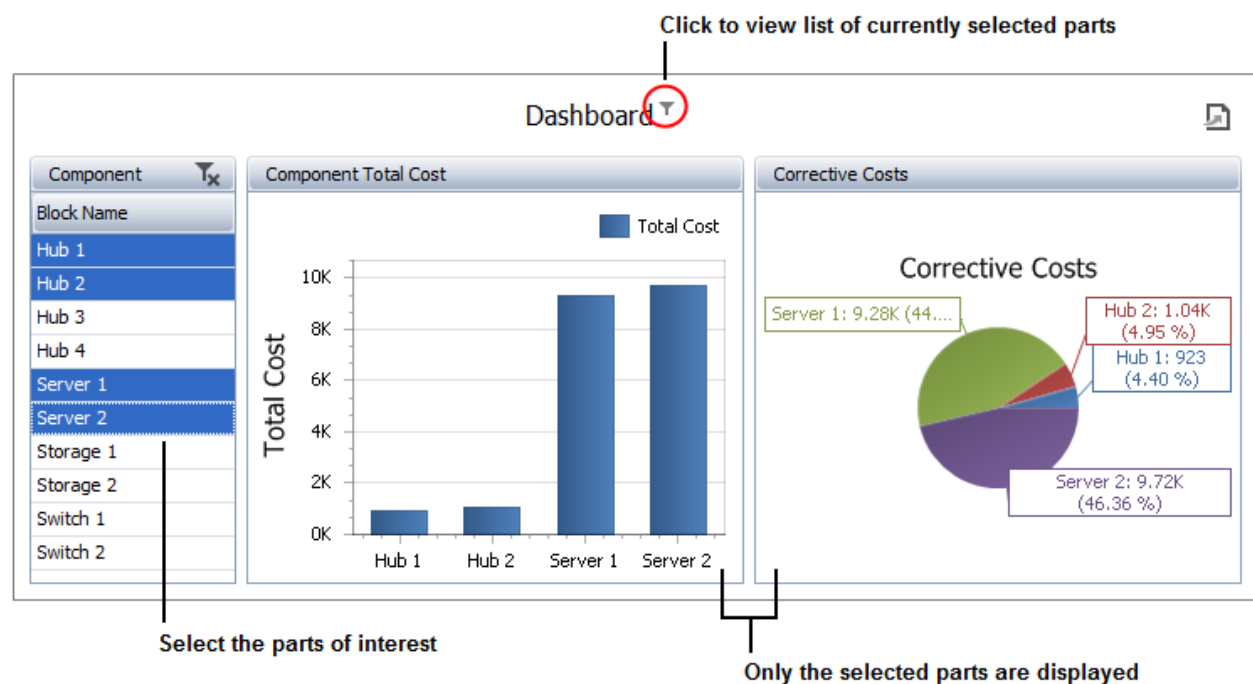 Click to view list of currently selected parts
Dashboard
Component
Component Total Cost
Corrective Costs
Block Name
Hub 1
Hub 2
Hub 3
Hub 4
Server 1
Server 2
Storage 1
Storage 2
Switch 1
Switch 2
Total Cost
Total Cost
10K
8K
6K
4K
2K
0K
Hub 1
Hub 2
Server 1
Server 2
Corrective Costs
Server 1: 9.28K (44....
Hub 2: 1.04K
(4.95 %)
Hub 1: 923
(4.40 %)
Server 2: 9.72K
(46.36 %)
Select the parts of interest
Only the selected parts are displayed